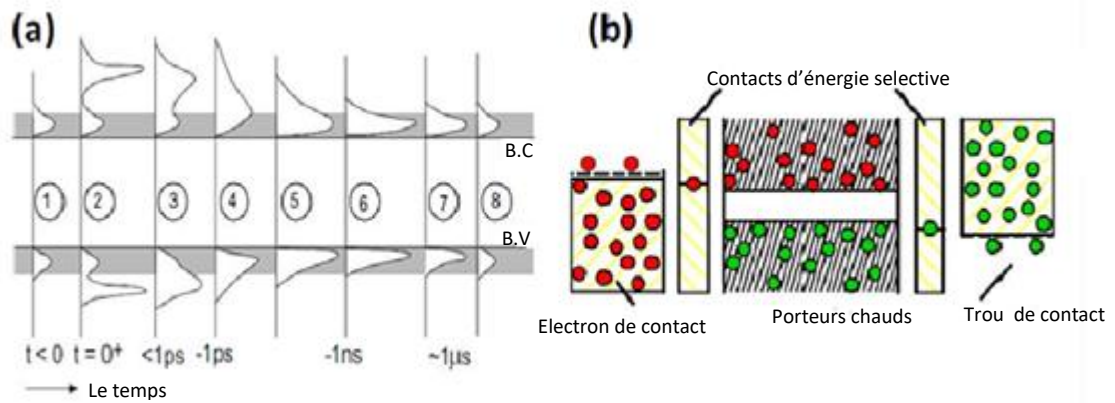 (a)
B.C
1 2 3 4 5 6 7 8
B.V
t < 0 t = 0⁺ <1ps -1ps -1ns ~1µs
Le temps
(b)
Contacts d’énergie selective
Electron de contact
Porteurs chauds
Trou de contact